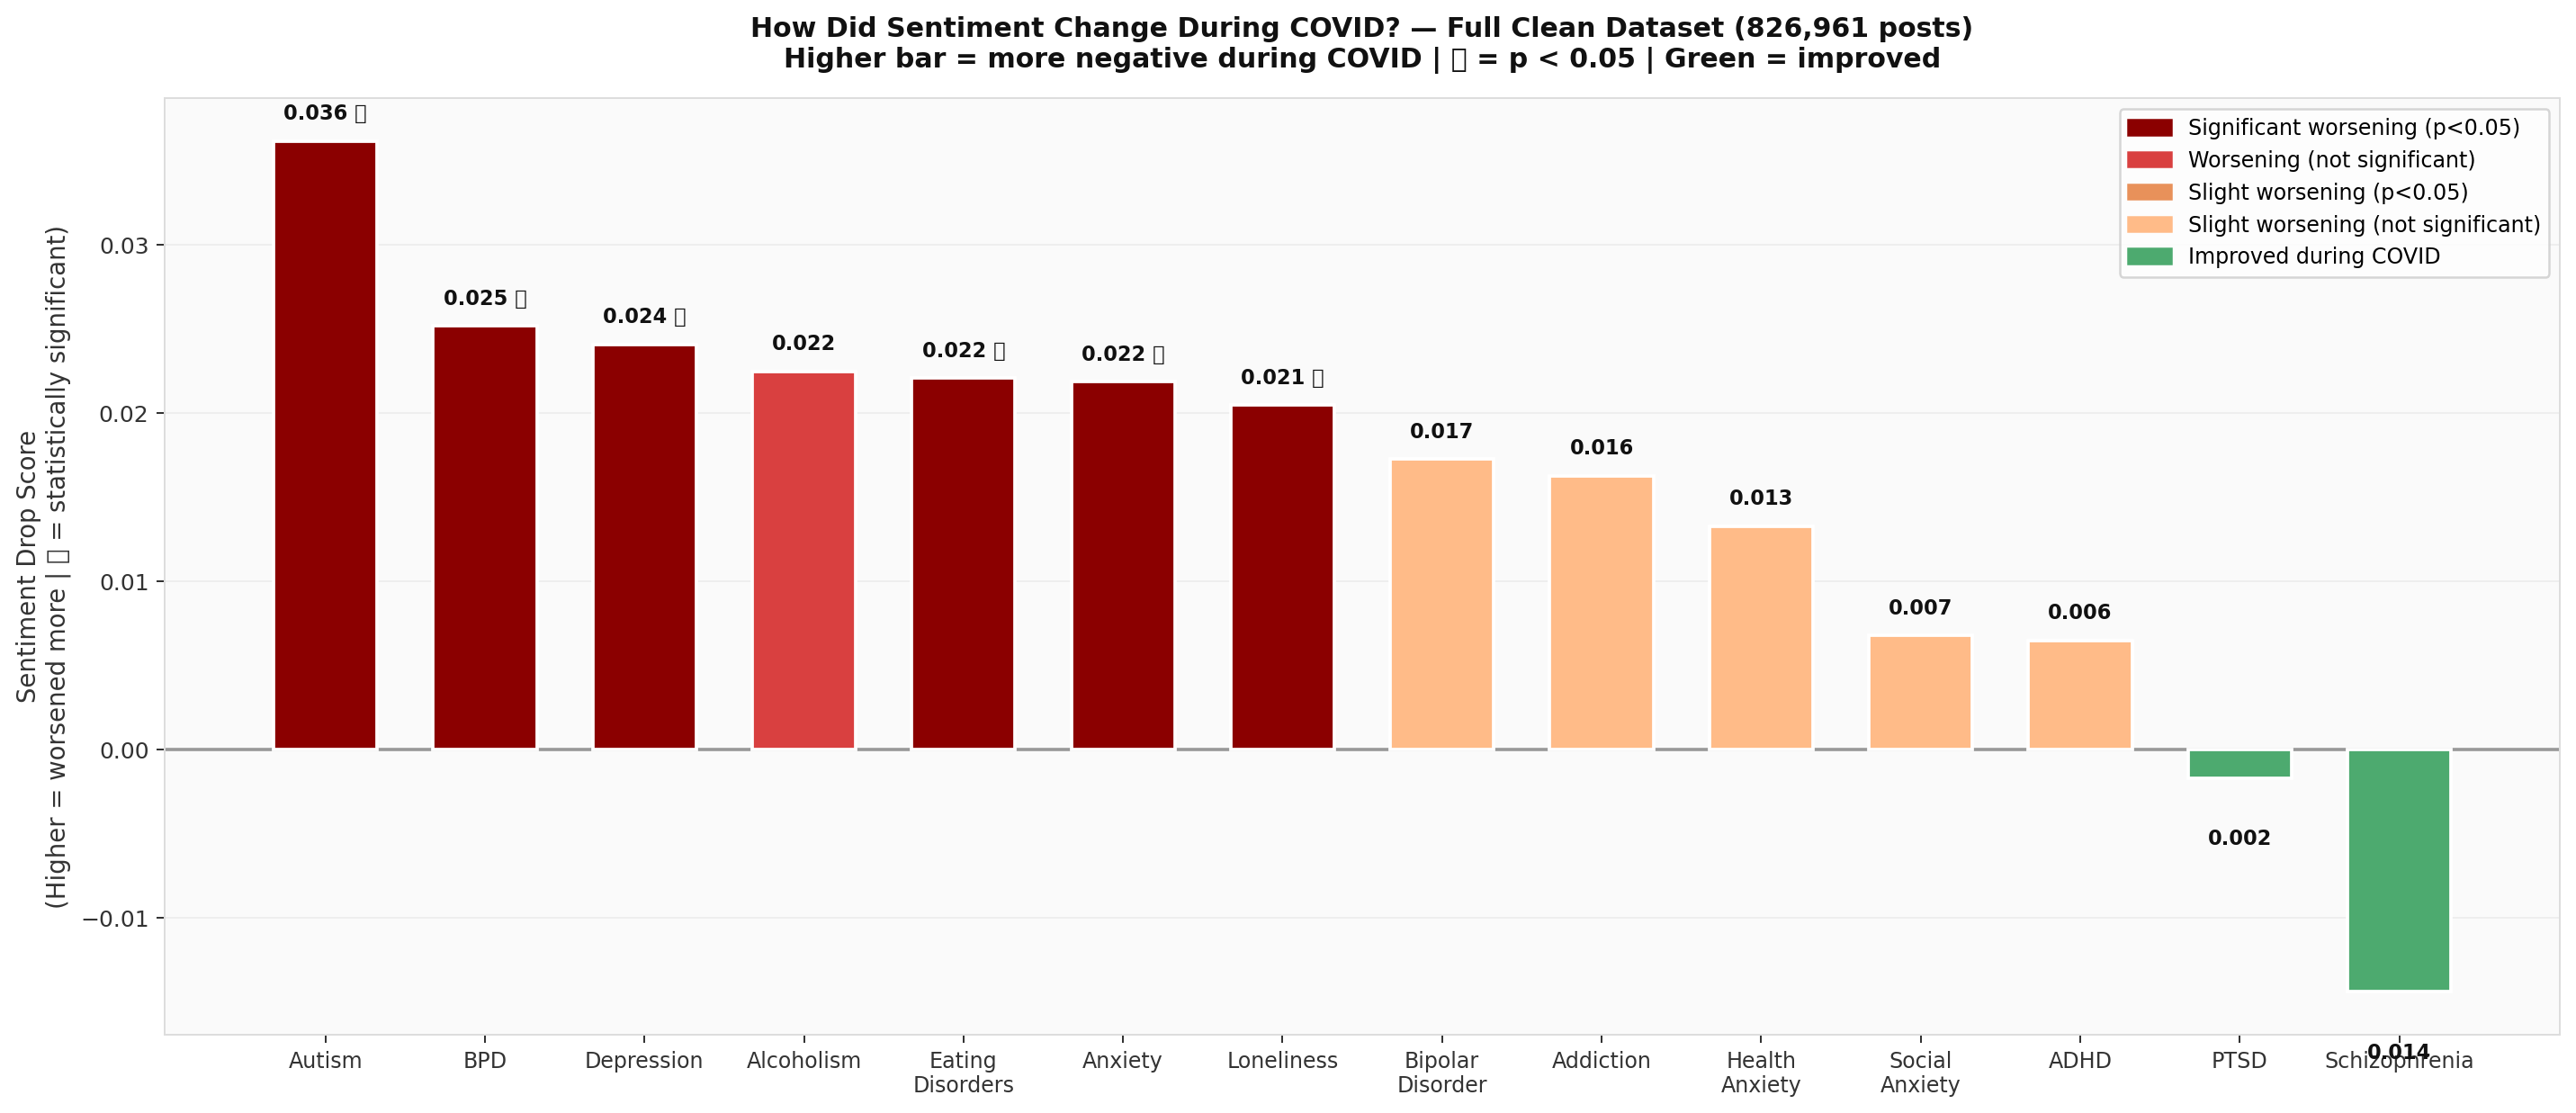 How Did Sentiment Change During COVID? — Full Clean Dataset (826,961 posts)
Higher bar = more negative during COVID | ▯ = p < 0.05 | Green = improved
Sentiment Drop Score
(Higher = worsened more | ▯ = statistically significant)
0.03
0.02
0.01
0.00
−0.01
0.036 ▯
0.025 ▯
0.024 ▯
0.022
0.022 ▯
0.022 ▯
0.021 ▯
0.017
0.016
0.013
0.007
0.006
0.002
0.014
Significant worsening (p<0.05)
Worsening (not significant)
Slight worsening (p<0.05)
Slight worsening (not significant)
Improved during COVID
Autism
BPD
Depression
Alcoholism
Eating
Disorders
Anxiety
Loneliness
Bipolar
Disorder
Addiction
Health
Anxiety
Social
Anxiety
ADHD
PTSD
Schizophrenia